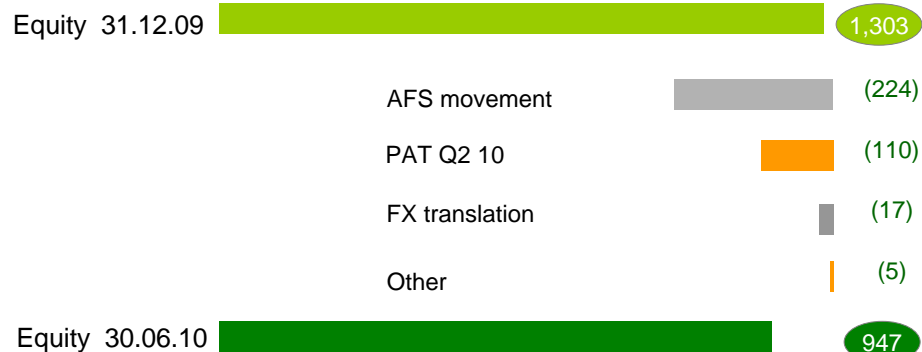 Equity 31.12.09 1,303
AFS movement (224)
PAT Q2 10 (110)
FX translation (17)
Other (5)
Equity 30.06.10 947